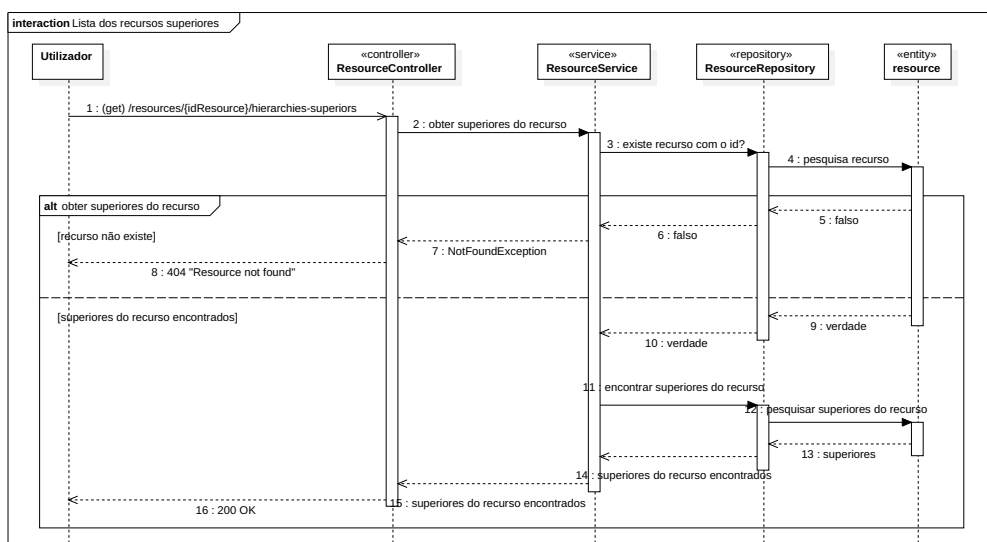 interaction Lista dos recursos superiores
Utilizador
«controller»
ResourceController
«service»
ResourceService
«repository»
ResourceRepository
«entity»
resource
1 : (get) /resources/{idResource}/hierarchies-superiors
2 : obter superiores do recurso
3 : existe recurso com o id?
4 : pesquisa recurso
alt obter superiores do recurso
[recurso não existe]
5 : falso
6 : falso
7 : NotFoundException
8 : 404 "Resource not found"
[superiores do recurso encontrados]
9 : verdade
10 : verdade
11 : encontrar superiores do recurso
12 : pesquisar superiores do recurso
13 : superiores
14 : superiores do recurso encontrados
15 : superiores do recurso encontrados
16 : 200 OK